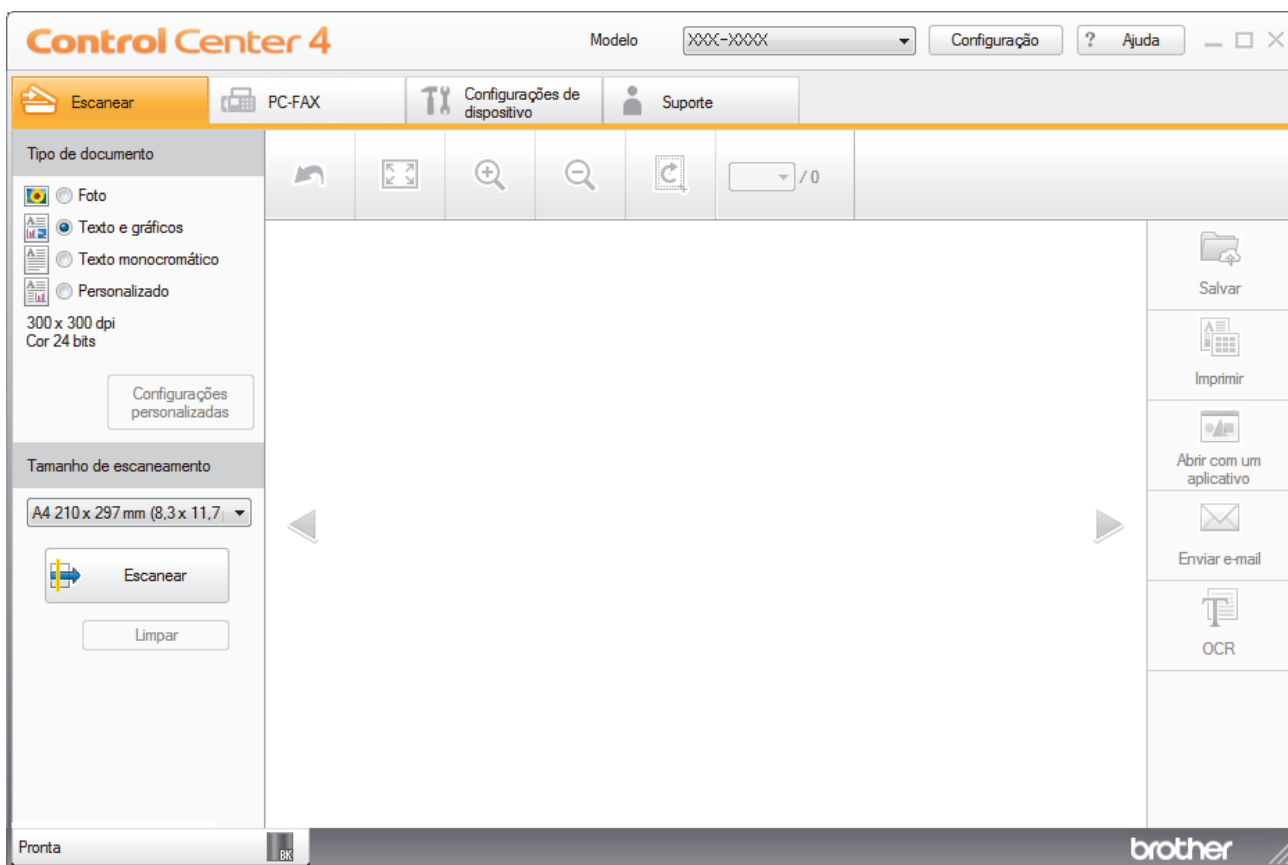 Control Center 4
Modelo
XXX-XXXX
Configuração
? Ajuda
Escanear
PC-FAX
Configurações de
dispositivo
Suporte
Tipo de documento
/ 0
Foto
Texto e gráficos
Texto monocromático
Personalizado
300 x 300 dpi
Cor 24 bits
Configurações
personalizadas
Tamanho de escaneamento
A4 210 x 297 mm (8,3 x 11,7
Escanear
Limpar
Salvar
Imprimir
Abrir com um
aplicativo
Enviar e-mail
OCR
Pronta
BK
brother